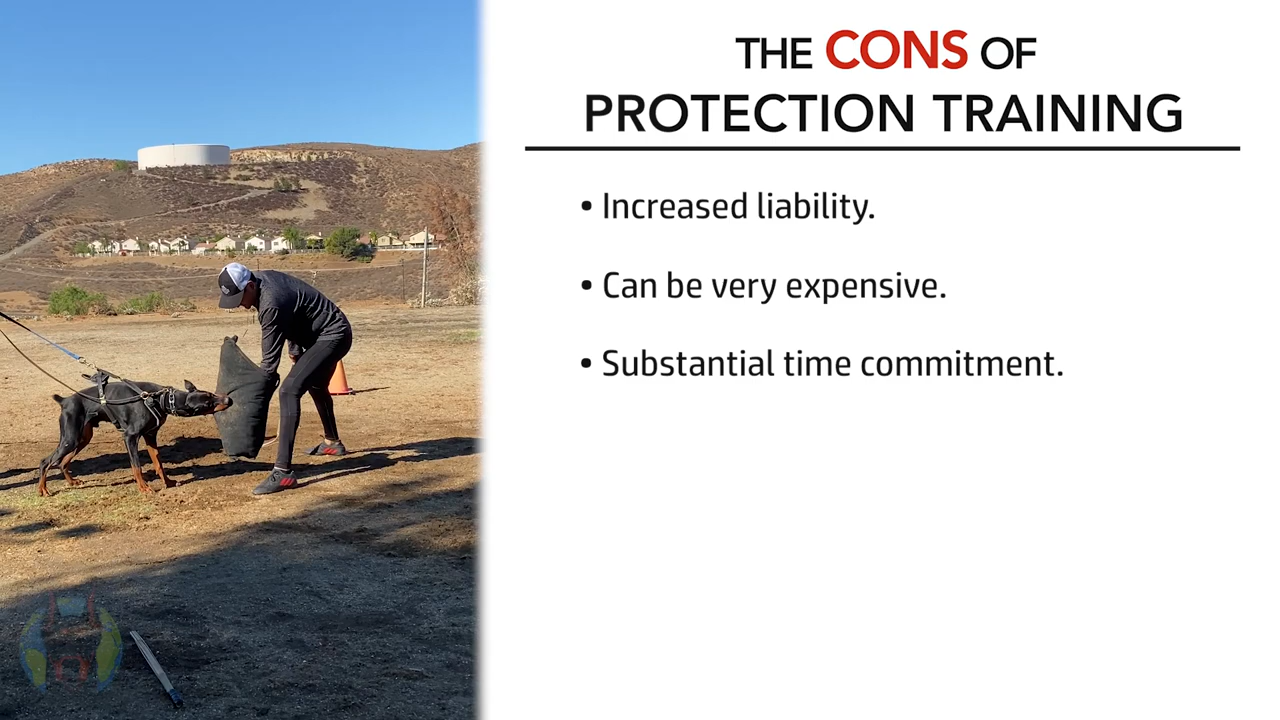 THE CONS OF
PROTECTION TRAINING
• Increased liability.
• Can be very expensive.
• Substantial time commitment.